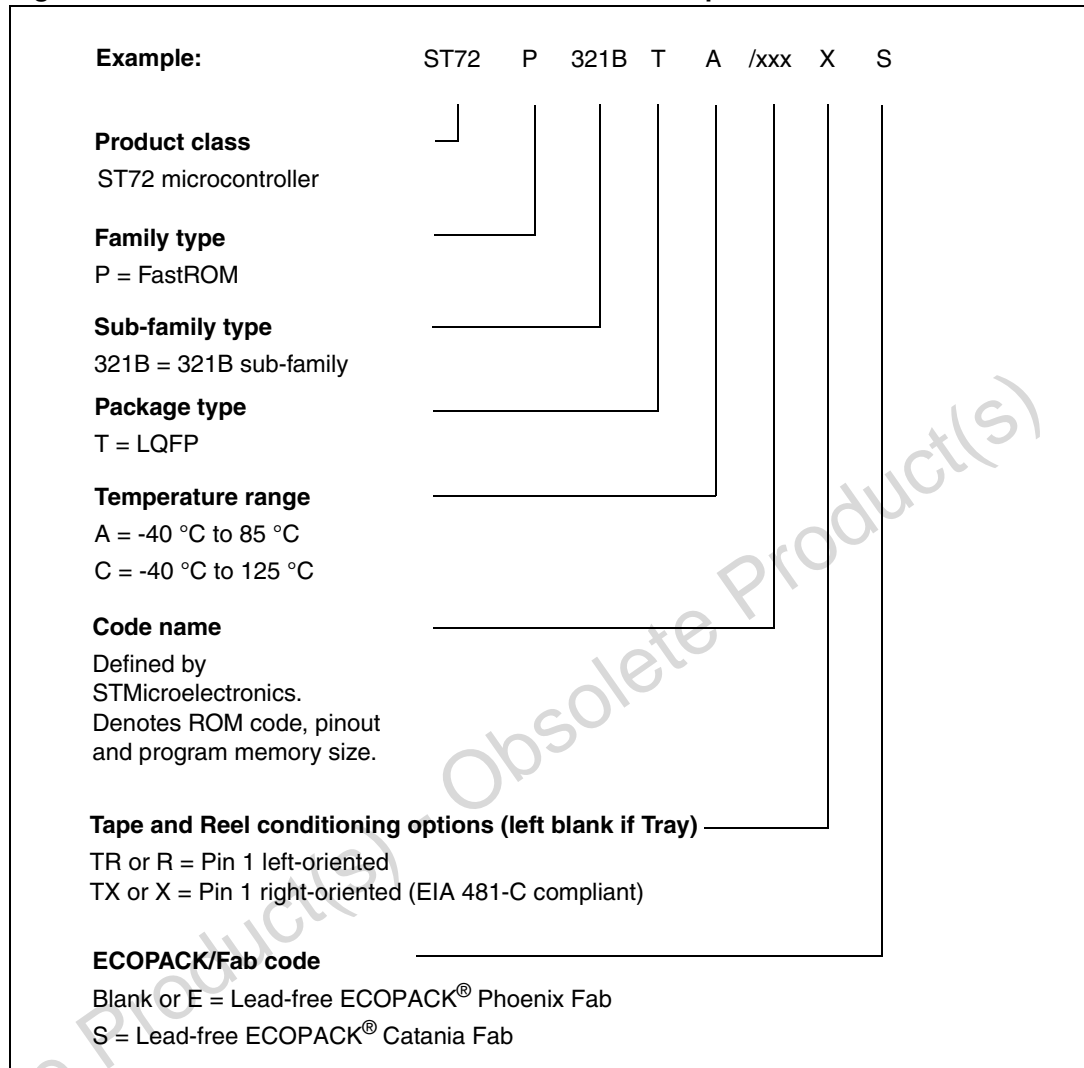 Example: ST72 P 321B T A /xxx X S
Product class
ST72 microcontroller
Family type
P = FastROM
Sub-family type
321B = 321B sub-family
Package type
T = LQFP
Temperature range
A = -40 °C to 85 °C
C = -40 °C to 125 °C
Code name
Defined by
STMicroelectronics.
Denotes ROM code, pinout
and program memory size.
Tape and Reel conditioning options (left blank if Tray)
TR or R = Pin 1 left-oriented
TX or X = Pin 1 right-oriented (EIA 481-C compliant)
ECOPACK/Fab code
Blank or E = Lead-free ECOPACK® Phoenix Fab
S = Lead-free ECOPACK® Catania Fab
Product(s) - Obsolete Product(s)